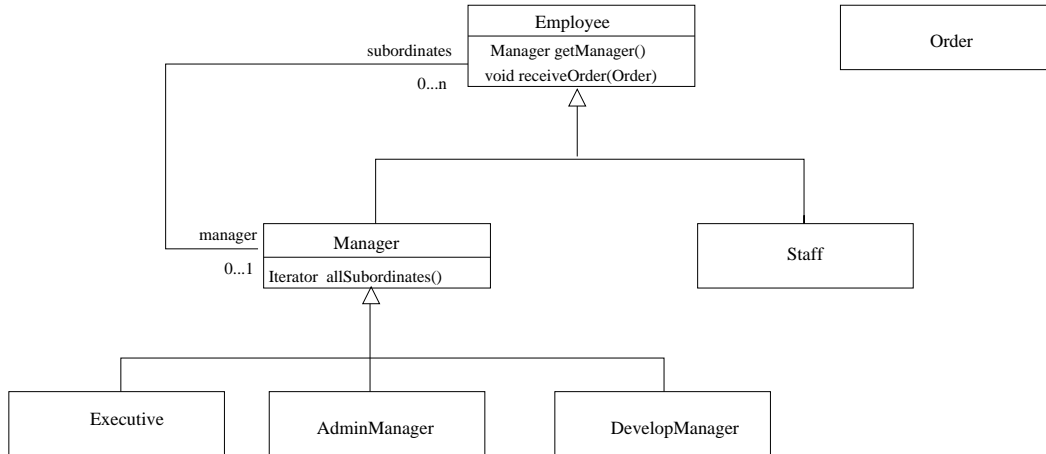 Employee
Manager getManager()
void receiveOrder(Order)
Order
subordinates
0...n
manager
0...1
Manager
Iterator allSubordinates()
Staff
Executive
AdminManager
DevelopManager